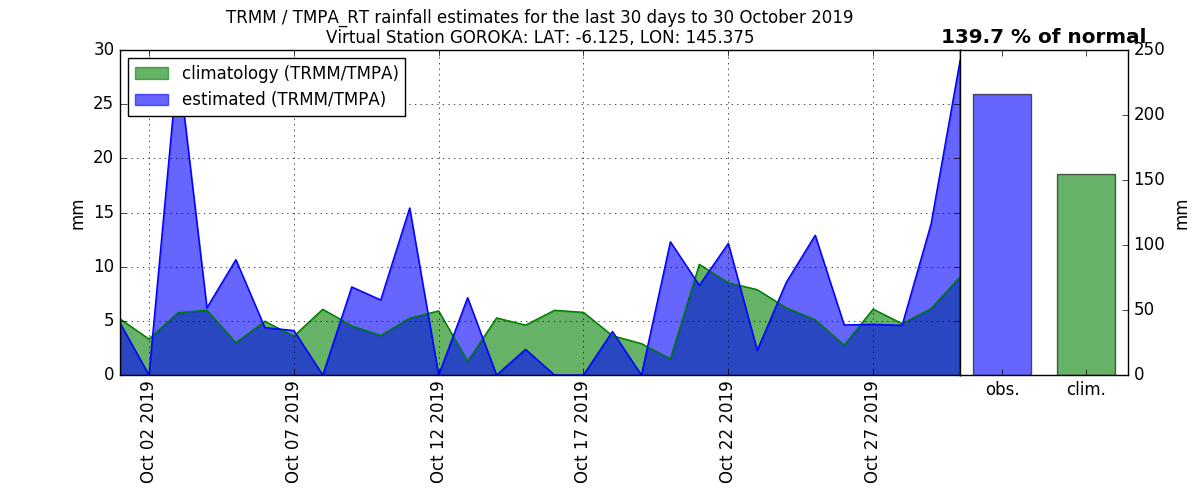 TRMM / TMPA_RT rainfall estimates for the last 30 days to 30 October 2019
Virtual Station GOROKA: LAT: -6.125, LON: 145.375
139.7 % of normal
climatology (TRMM/TMPA)
estimated (TRMM/TMPA)
30
25
20
15
10
5
0
mm
Oct 02 2019
Oct 07 2019
Oct 12 2019
Oct 17 2019
Oct 22 2019
Oct 27 2019
obs.
clim.
250
200
150
100
50
0
mm